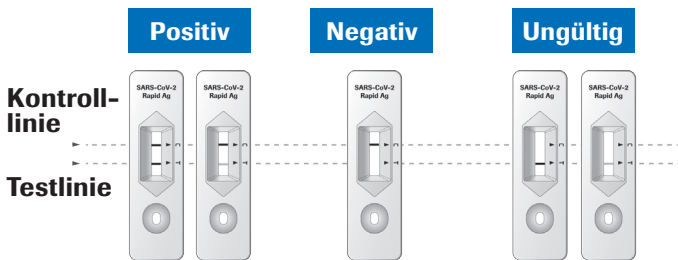 Positiv
Negativ
Ungültig
SARS-CoV-2
Rapid Ag
SARS-CoV-2
Rapid Ag
SARS-CoV-2
Rapid Ag
SARS-CoV-2
Rapid Ag
SARS-CoV-2
Rapid Ag
Kontroll-
linie
C
C
C
C
C
T
T
T
T
T
Testlinie